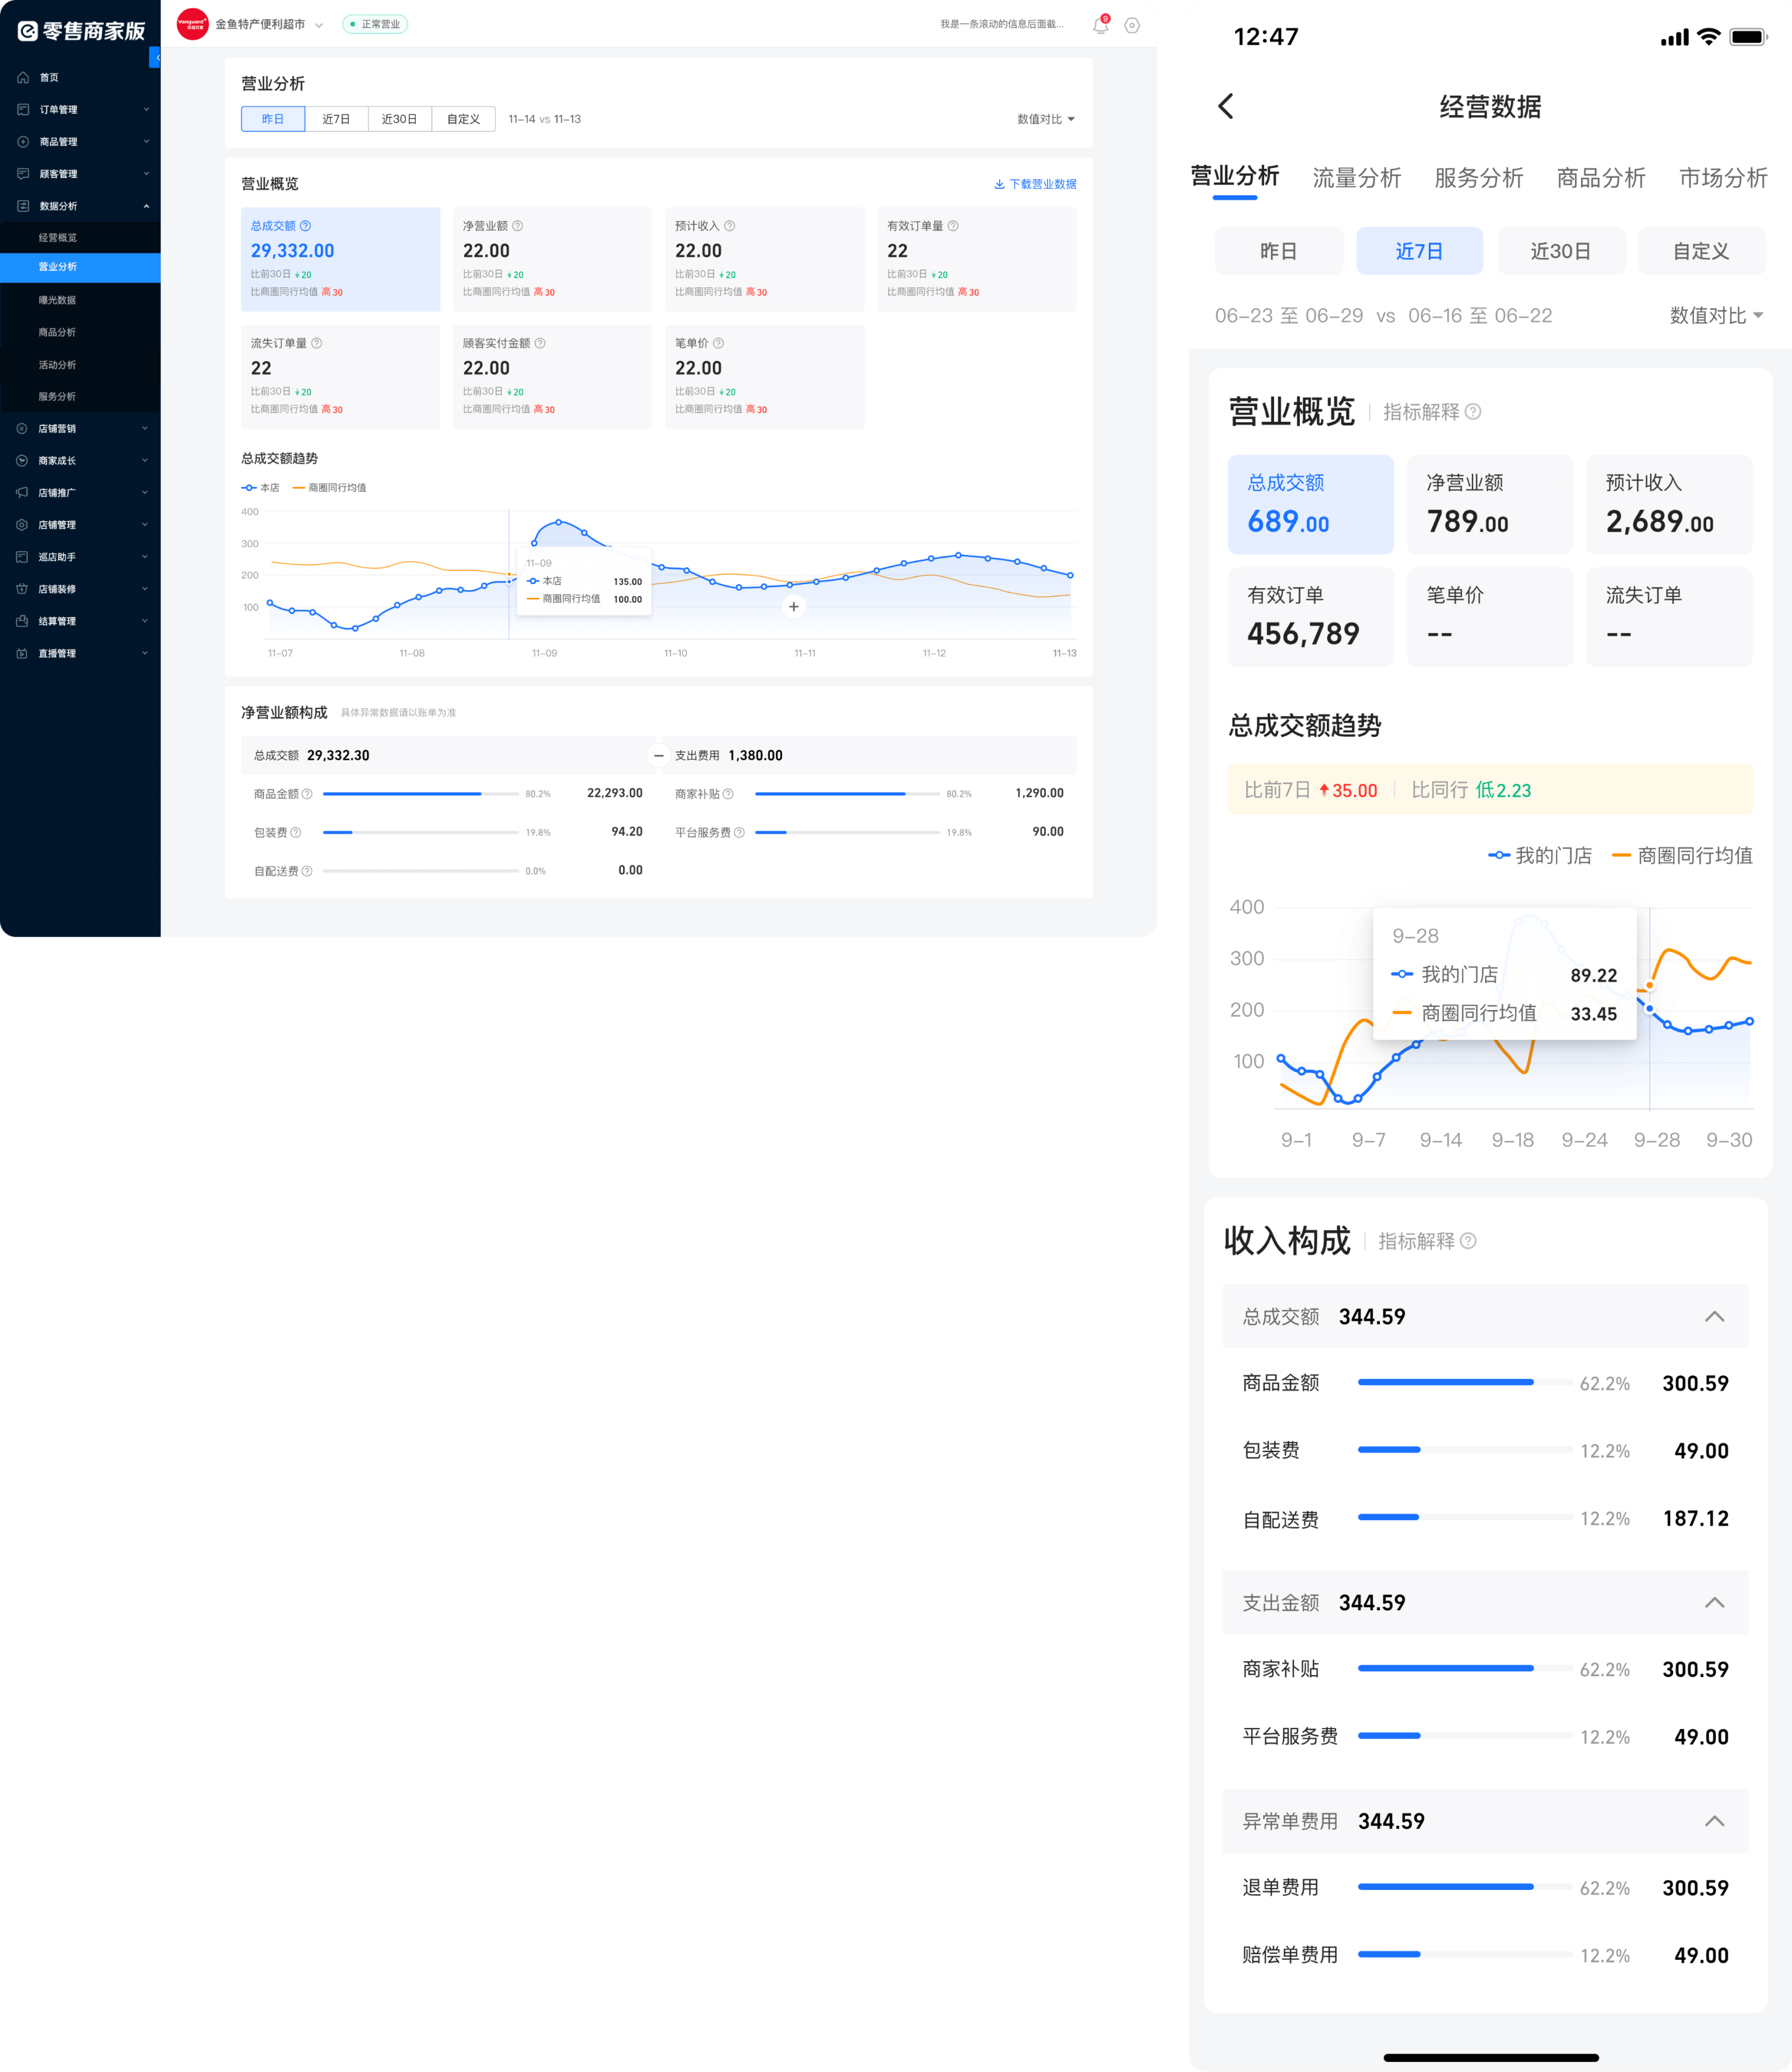 零售商家版
首页
订单管理
商品管理
顾客管理
数据分析
经营概览
营业分析
曝光数据
商品分析
活动分析
服务分析
店铺营销
商家成长
店铺推广
店铺管理
巡店助手
店铺装修
结算管理
直播管理
Vanguard
金鱼特产便利超市
正常营业
我是一条滚动的信息后面截...
9
营业分析
昨日 近7日 近30日 自定义 11-14 vs 11-13
数值对比
营业概览
下载营业数据
总成交额
29,332.00
比前30日 20
比商圈同行均值 高 30
净营业额
22.00
比前30日 20
比商圈同行均值 高 30
预计收入
22.00
比前30日 20
比商圈同行均值 高 30
有效订单量
22
比前30日 20
比商圈同行均值 高 30
流失订单量
22
比前30日 20
比商圈同行均值 高 30
顾客实付金额
22.00
比前30日 20
比商圈同行均值 高 30
笔单价
22.00
比前30日 20
比商圈同行均值 高 30
总成交额趋势
本店 商圈同行均值
400
300
200
100
11-09
本店 135.00
商圈同行均值 100.00
11-07 11-08 11-09 11-10 11-11 11-12 11-13
净营业额构成 具体异常数据请以账单为准
总成交额 29,332.30
商品金额 80.2% 22,293.00
包装费 19.8% 94.20
自配送费 0.0% 0.00
支出费用 1,380.00
商家补贴 80.2% 1,290.00
平台服务费 19.8% 90.00
12:47
经营数据
营业分析 流量分析 服务分析 商品分析 市场分析
昨日 近7日 近30日 自定义
06-23 至 06-29 vs 06-16 至 06-22
数值对比
营业概览 指标解释
总成交额
689.00
净营业额
789.00
预计收入
2,689.00
有效订单
456,789
笔单价
--
流失订单
--
总成交额趋势
比前7日 35.00 比同行 低2.23
我的门店 商圈同行均值
400
300
200
100
9-28
我的门店 89.22
商圈同行均值 33.45
9-1 9-7 9-14 9-18 9-24 9-28 9-30
收入构成 指标解释
总成交额 344.59
商品金额 62.2% 300.59
包装费 12.2% 49.00
自配送费 12.2% 187.12
支出金额 344.59
商家补贴 62.2% 300.59
平台服务费 12.2% 49.00
异常单费用 344.59
退单费用 62.2% 300.59
赔偿单费用 12.2% 49.00